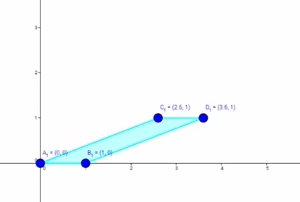 3
2
C₁ = (2.6, 1) D₁ = (3.6, 1)
1
A₁ = (0, 0) B₁ = (1, 0)
0 0 1 2 3 4 5